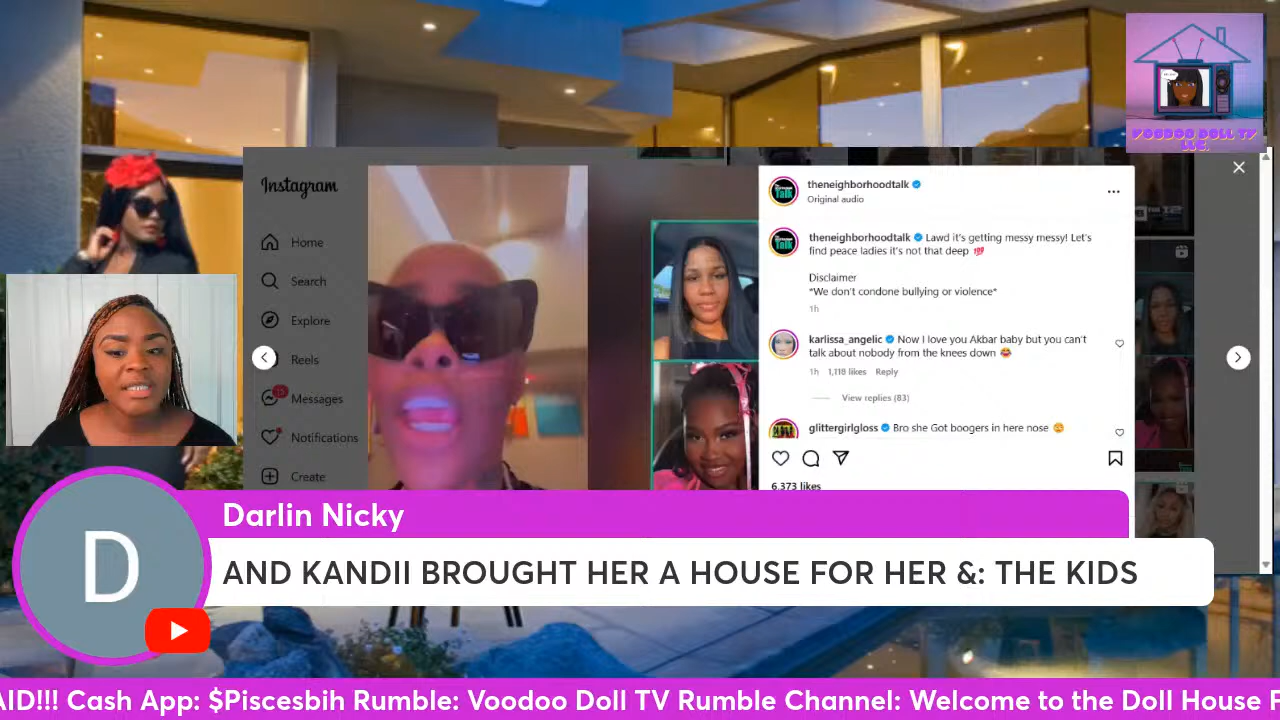 VOODOO DOLL TV
LLC.
Instagram
Home
Search
Explore
Reels
Messages
Notifications
Create
TALK
theneighborhoodtalk
Original audio
TALK
theneighborhoodtalk Lawd it's getting messy messy! Let's
find peace ladies it's not that deep 💯
Disclaimer
*We don't condone bullying or violence*
1h
karlissa_angelic Now I love you Akbar baby but you can't
talk about nobody from the knees down 😂
1h 1,118 likes Reply
View replies (83)
glittergirlgloss Bro she Got boogers in here nose 😩
6,373 likes
D
Darlin Nicky
AND KANDII BROUGHT HER A HOUSE FOR HER &: THE KIDS
AID!!! Cash App: $Piscesbih Rumble: Voodoo Doll TV Rumble Channel: Welcome to the Doll House